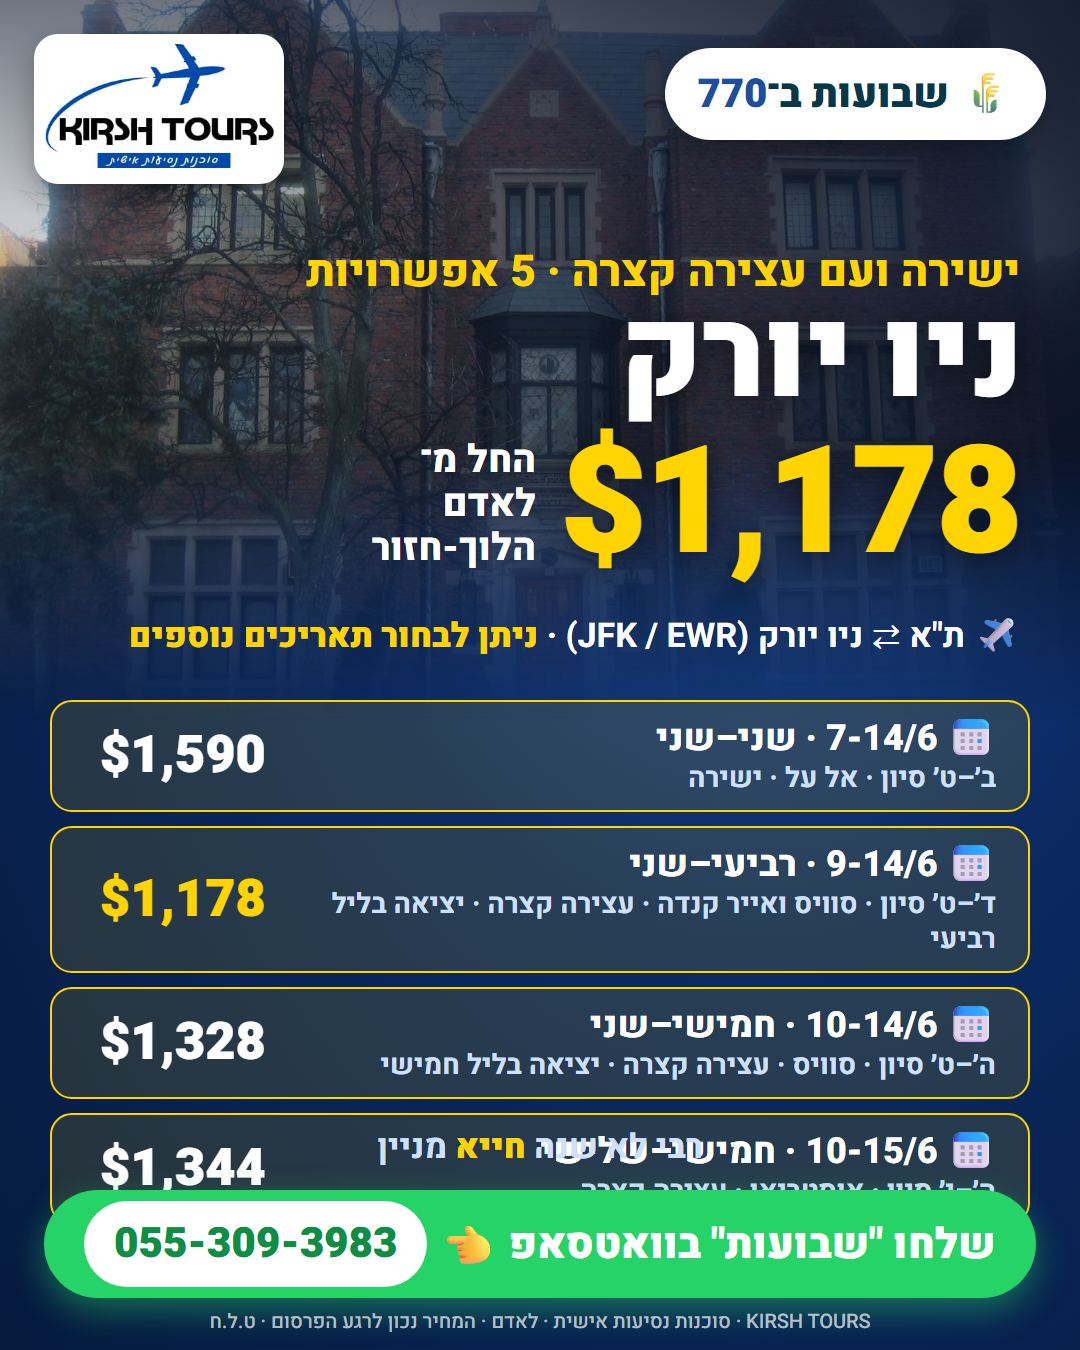 KIRSH TOURS
סוכנות נסיעות אישית
שבועות ב־770
ישירה ועם עצירה קצרה · 5 אפשרויות
ניו יורק
$1,178
החל מ־
לאדם
הלוך-חזור
ת"א ⇄ ניו יורק (JFK / EWR) · ניתן לבחור תאריכים נוספים
7-14/6 · שני–שני
ב׳–ט׳ סיון · אל על · ישירה
$1,590
9-14/6 · רביעי–שני
ד׳–ט׳ סיון · סוויס ואייר קנדה · עצירה קצרה · יציאה בליל
רביעי
$1,178
10-14/6 · חמישי–שני
ה׳–ט׳ סיון · סוויס · עצירה קצרה · יציאה בליל חמישי
$1,328
10-15/6 · חמישי–שלישי
$1,344
חייא מניין
שלחו "שבועות" בוואטסאפ
055-309-3983
KIRSH TOURS · סוכנות נסיעות אישית · לאדם · המחיר נכון לרגע הפרסום · ט.ל.ח